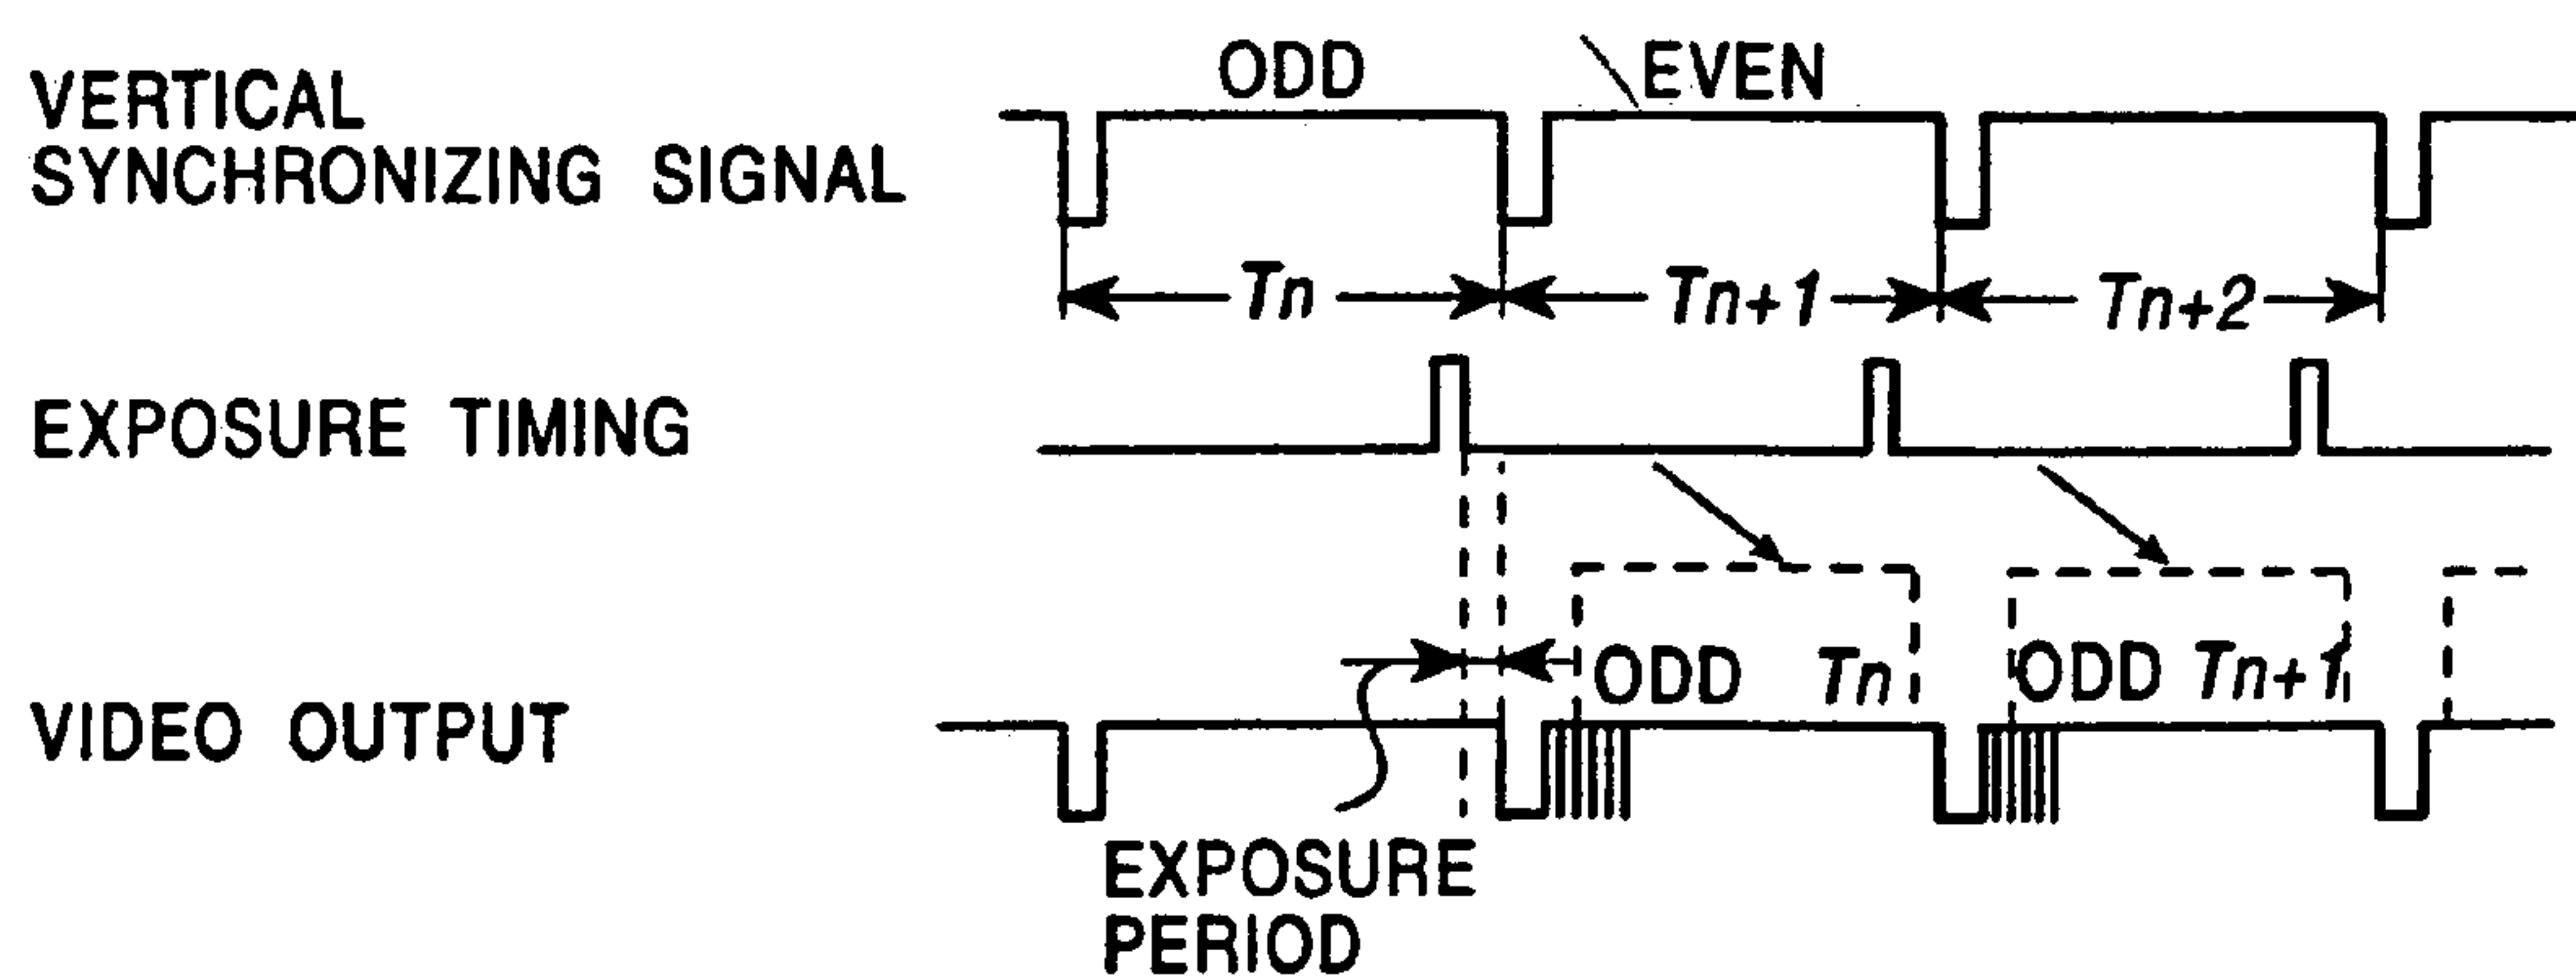 ODD EVEN
VERTICAL
SYNCHRONIZING SIGNAL
Tn Tn+1 Tn+2
EXPOSURE TIMING
ODD Tn ODD Tn+1
VIDEO OUTPUT
EXPOSURE
PERIOD